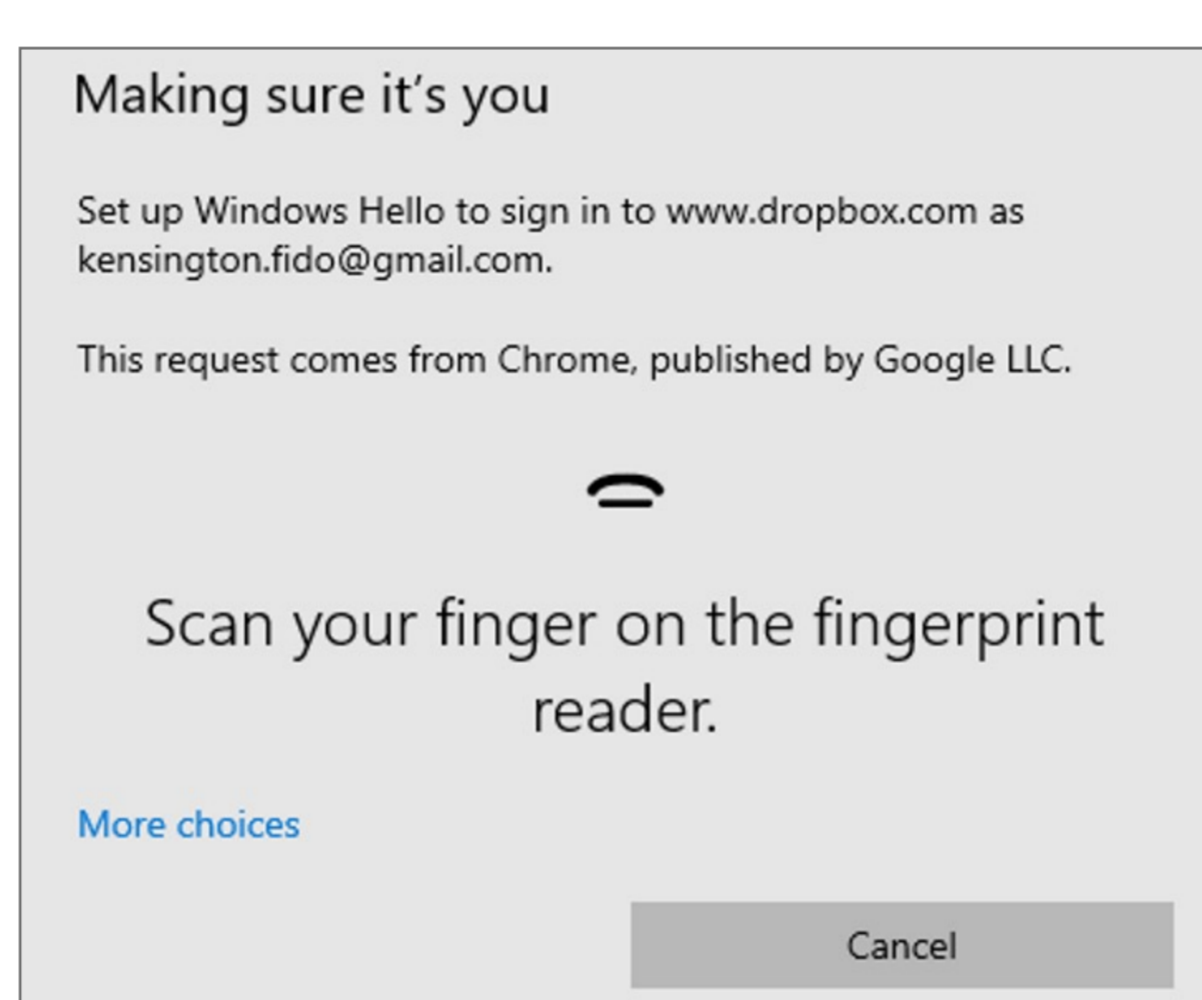 Making sure it’s you
Set up Windows Hello to sign in to www.dropbox.com as
kensington.fido@gmail.com.
This request comes from Chrome, published by Google LLC.
Scan your finger on the fingerprint
reader.
More choices
Cancel